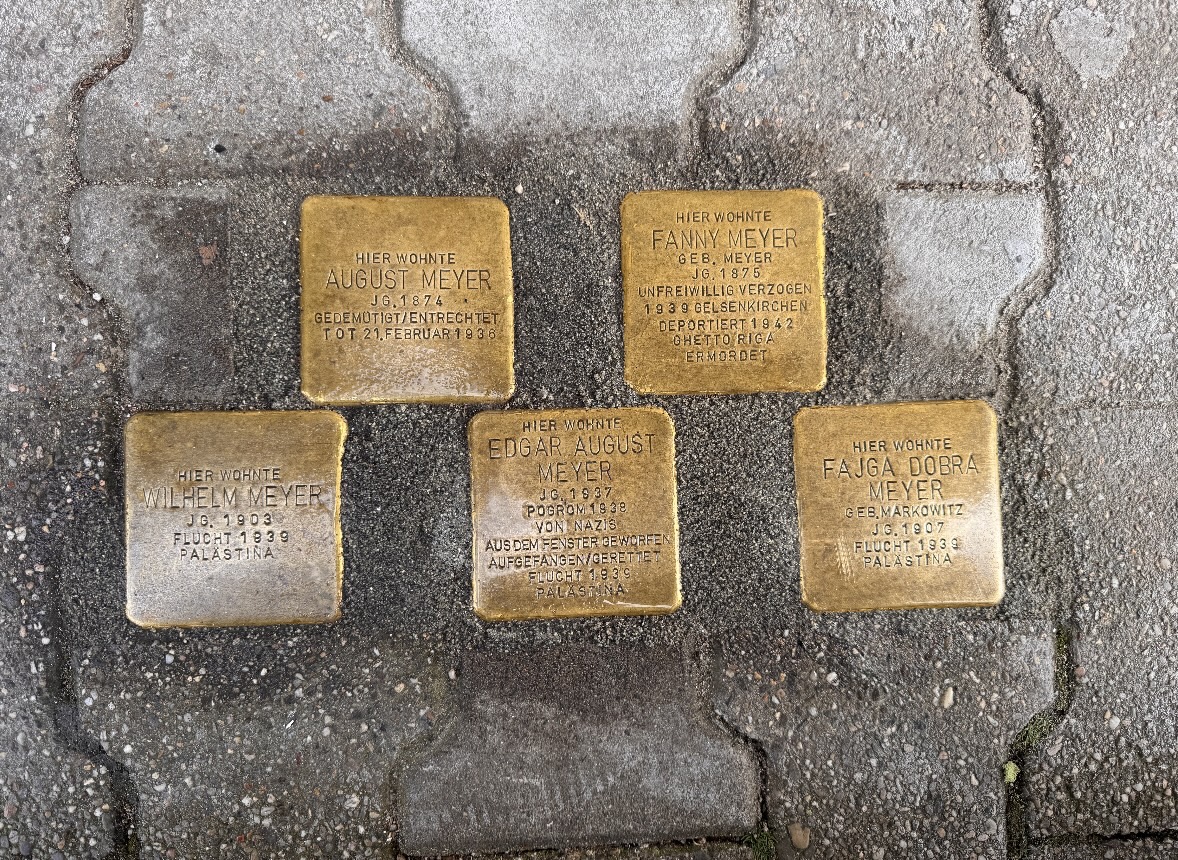 HIER WOHNTE
AUGUST MEYER
JG. 1874
GEDEMÜTIGT/ENTRECHTET
TOT 21. FEBRUAR 1936
HIER WOHNTE
FANNY MEYER
GEB. MEYER
JG. 1875
UNFREIWILLIG VERZOGEN
1939 GELSENKIRCHEN
DEPORTIERT 1942
GHETTO RIGA
ERMORDET
HIER WOHNTE
WILHELM MEYER
JG. 1903
FLUCHT 1939
PALÄSTINA
HIER WOHNTE
EDGAR AUGUST
MEYER
JG. 1937
POGROM 1938
VON NAZIS
AUS DEM FENSTER GEWORFEN
AUFGEFANGEN/GERETTET
FLUCHT 1939
PALÄSTINA
HIER WOHNTE
FAJGA DOBRA
MEYER
GEB. MARKOWITZ
JG. 1907
FLUCHT 1939
PALÄSTINA